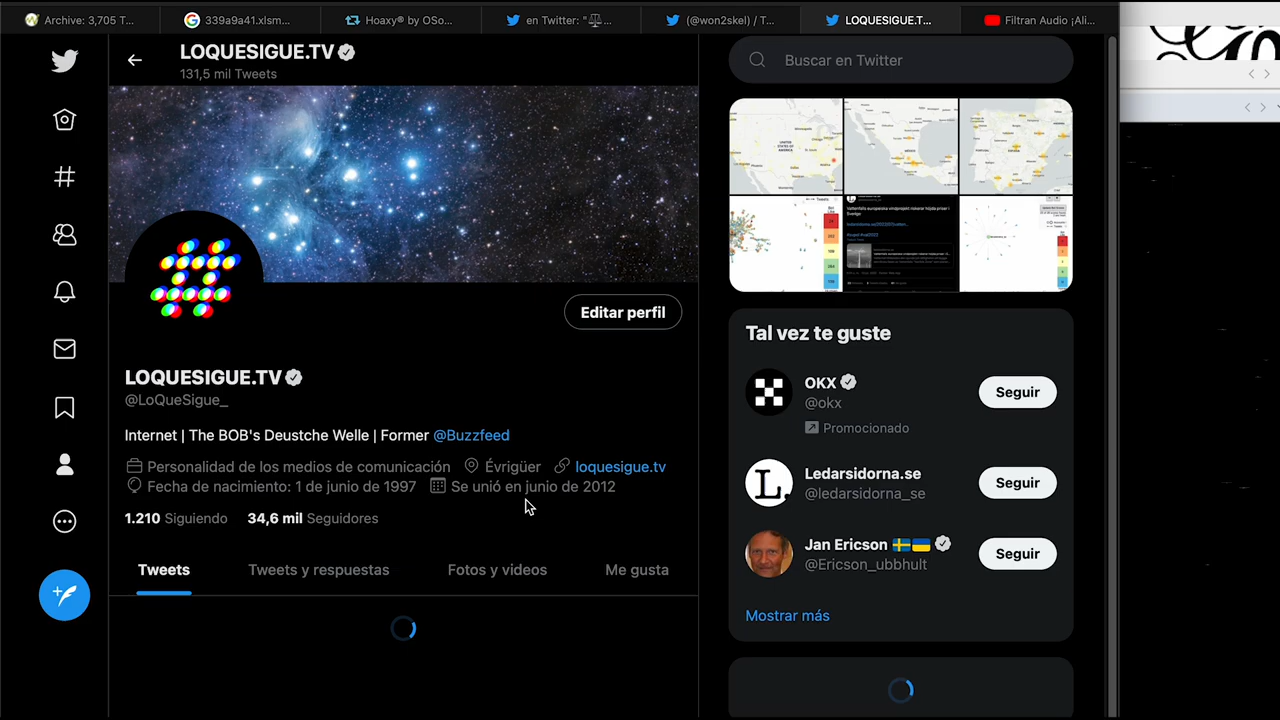 Archive: 3,705 T...
339a9a41.xlsm...
Hoaxy® by OSo...
en Twitter: "...
(@won2skel) / T...
LOQUESIGUE.T...
Filtran Audio ¡Ali...
LOQUESIGUE.TV
131,5 mil Tweets
Buscar en Twitter
Editar perfil
LOQUESIGUE.TV
@LoQueSigue_
Internet | The BOB's Deustche Welle | Former @Buzzfeed
Personalidad de los medios de comunicación Évrigüer loquesigue.tv
Fecha de nacimiento: 1 de junio de 1997 Se unió en junio de 2012
1.210 Siguiendo 34,6 mil Seguidores
Tweets
Tweets y respuestas
Fotos y videos
Me gusta
Tal vez te guste
OKX
@okx
Promocionado
Seguir
L.
Ledarsidorna.se
@ledarsidorna_se
Seguir
Jan Ericson
@Ericson_ubbhult
Seguir
Mostrar más